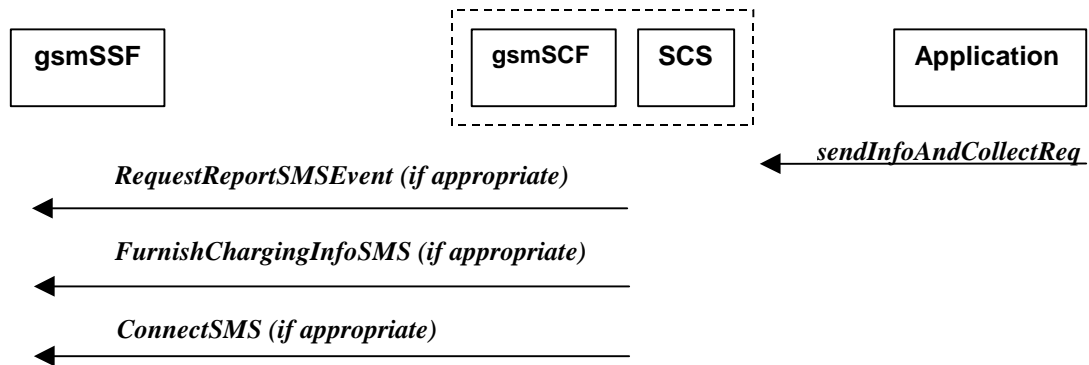 gsmSSF
gsmSCF
SCS
Application
sendInfoAndCollectReq
RequestReportSMSEvent (if appropriate)
FurnishChargingInfoSMS (if appropriate)
ConnectSMS (if appropriate)